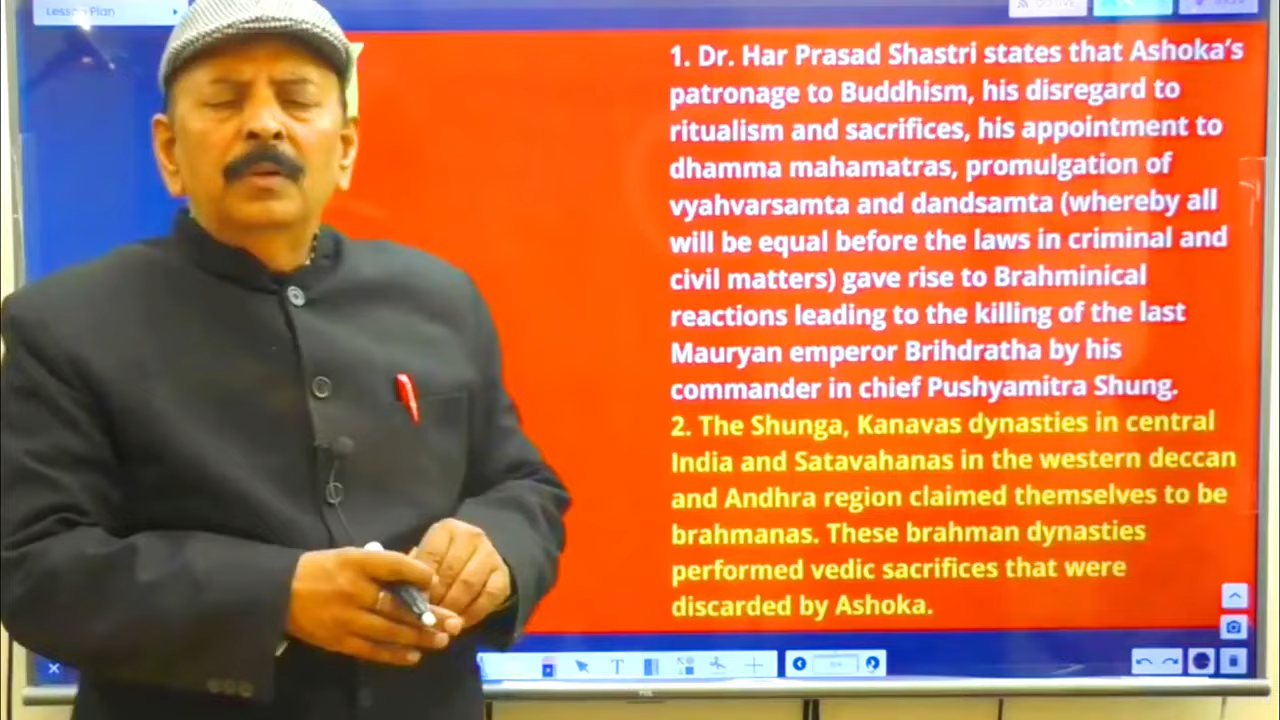 Lesson Plan
1. Dr. Har Prasad Shastri states that Ashoka's
patronage to Buddhism, his disregard to
ritualism and sacrifices, his appointment to
dhamma mahamatras, promulgation of
vyahvarsamta and dandsamta (whereby all
will be equal before the laws in criminal and
civil matters) gave rise to Brahminical
reactions leading to the killing of the last
Mauryan emperor Brihdratha by his
commander in chief Pushyamitra Shung.
2. The Shunga, Kanavas dynasties in central
India and Satavahanas in the western deccan
and Andhra region claimed themselves to be
brahmanas. These brahman dynasties
performed vedic sacrifices that were
discarded by Ashoka.